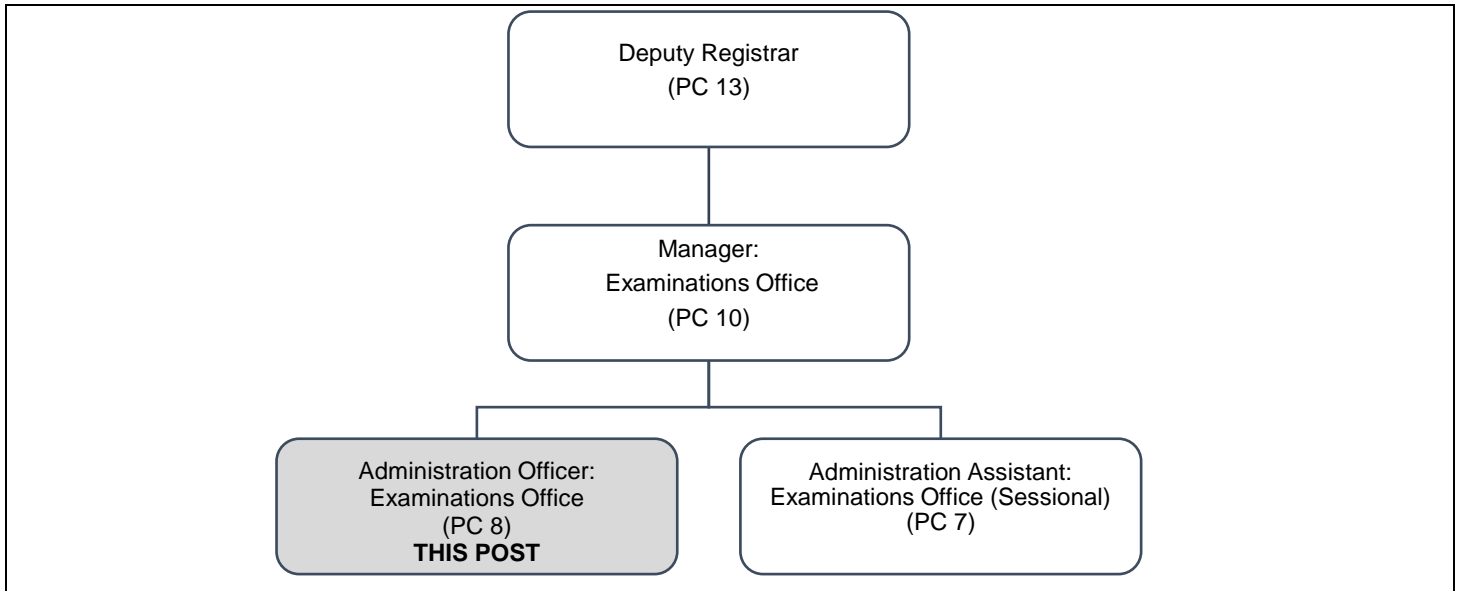 Deputy Registrar
(PC 13)
Manager:
Examinations Office
(PC 10)
Administration Officer:
Examinations Office
(PC 8)
THIS POST
Administration Assistant:
Examinations Office (Sessional)
(PC 7)